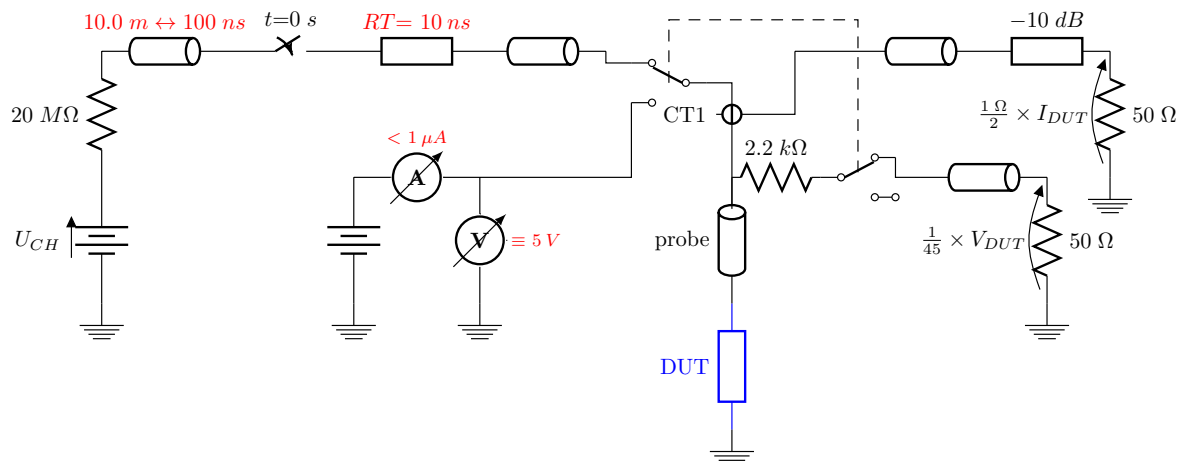 10.0 m ↔ 100 ns
t=0 s
RT= 10 ns
−10 dB
20 MΩ
CT1
1 Ω/2 × I_DUT
50 Ω
< 1 μA
A
2.2 kΩ
U_CH
V
≡ 5 V
probe
1/45 × V_DUT
50 Ω
DUT